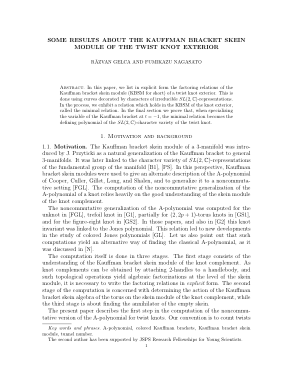 SOME RESULTS ABOUT THE KAUFFMAN BRACKET SKEIN
MODULE OF THE TWIST KNOT EXTERIOR
RĂZVAN GELCA AND FUMIKAZU NAGASATO
Abstract. In this paper, we let in explicit form the factoring relations of the
Kauffman bracket skein module (KBSM for short) of a twist knot exterior. This is
done using curves decorated by characters of irreducible SL(2,C)-representations.
In the process, we exhibit a relation which holds in the KBSM of the knot exterior,
called the minimal relation. In the final section we prove that, when specializing
the variable of the Kauffman bracket at t = −1, the minimal relation becomes the
defining polynomial of the SL(2,C)-character variety of the twist knot.
1. Motivation and background
1.1. Motivation. The Kauffman bracket skein module of a 3-manifold was intro-
duced by J. Przytycki as a natural generalization of the Kauffman bracket to general
3-manifolds. It was later linked to the character variety of SL(2,C)-representations
of the fundamental group of the manifold [B1], [PS]. In this perspective, Kauffman
bracket skein modules were used to give an alternate description of the A-polynomial
of Cooper, Culler, Gillet, Long, and Shalen, and to generalize it to a noncommuta-
tive setting [FGL]. The computation of the noncommutative generalization of the
A-polynomial of a knot relies heavily on the good understanding of the skein module
of the knot complement.
The noncommutative generalization of the A-polynomial was computed for the
unknot in [FGL], trefoil knot in [G1], partially for (2, 2p + 1)-torus knots in [GS1],
and for the figure-eight knot in [GS2]. In those papers, and also in [G2] this knot
invariant was linked to the Jones polynomial. This relation led to new developments
in the study of colored Jones polynomials [GL]. Let us also point out that such
computations yield an alternative way of finding the classical A-polynomial, as it
was discussed in [N].
The computation itself is done in three stages. The first stage consists of the
understanding of the Kauffman bracket skein module of the knot complement. As
knot complements can be obtained by attaching 2-handles to a handlebody, and
such topological operations yield algebraic factorizations at the level of the skein
module, it is necessary to write the factoring relations in explicit form. The second
stage of the computation is concerned with determining the action of the Kauffman
bracket skein algebra of the torus on the skein module of the knot complement, while
the third stage is about finding the annihilator of the empty skein.
The present paper describes the first step in the computation of the noncommu-
tative version of the A-polynomial for twist knots. Our convention is to count twists
Key words and phrases. A-polynomial, colored Kauffman brackets, Kauffman bracket skein
module, tunnel number.
The second author has been supported by JSPS Research Fellowships for Young Scientists.
1